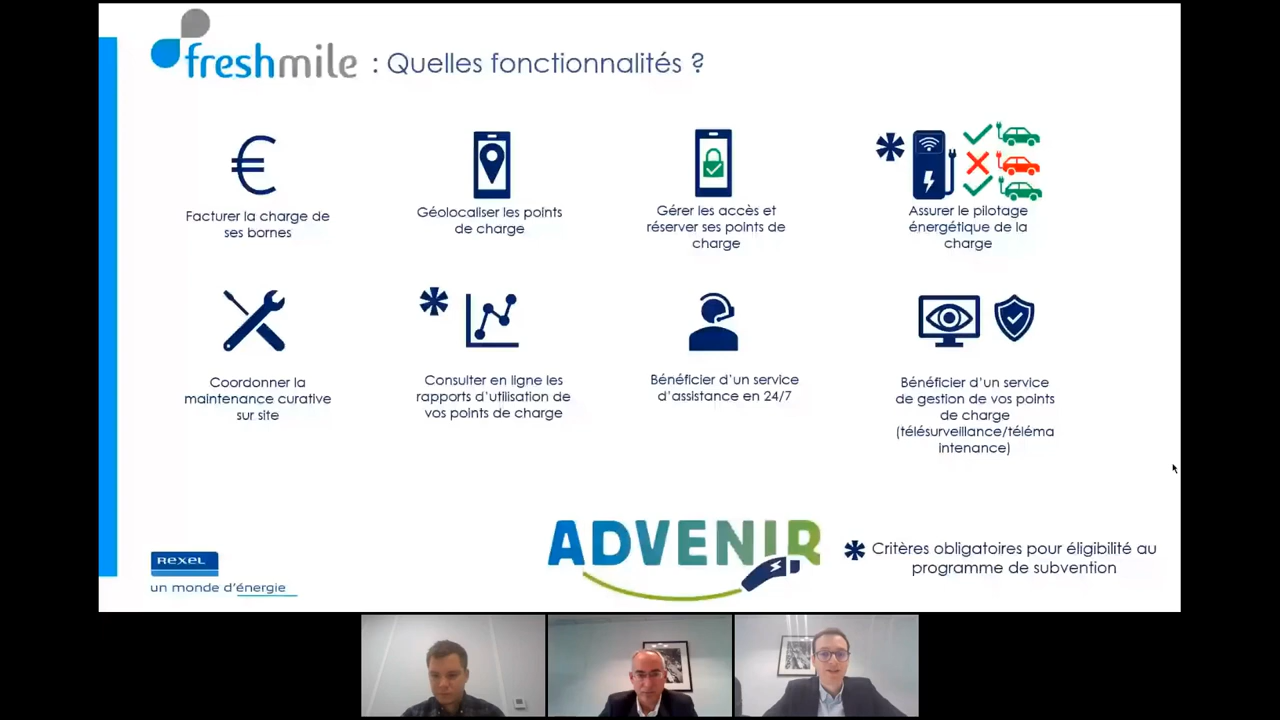 freshmile : Quelles fonctionnalités ?
€
Facturer la charge de
ses bornes
Géolocaliser les points
de charge
Gérer les accès et
réserver ses points de
charge
*
Assurer le pilotage
énergétique de la
charge
Coordonner la
maintenance curative
sur site
*
Consulter en ligne les
rapports d'utilisation de
vos points de charge
Bénéficier d'un service
d'assistance en 24/7
Bénéficier d'un service
de gestion de vos points
de charge
(télésurveillance/téléma
intenance)
REXEL
un monde d'énergie
ADVENIR
* Critères obligatoires pour éligibilité au
programme de subvention